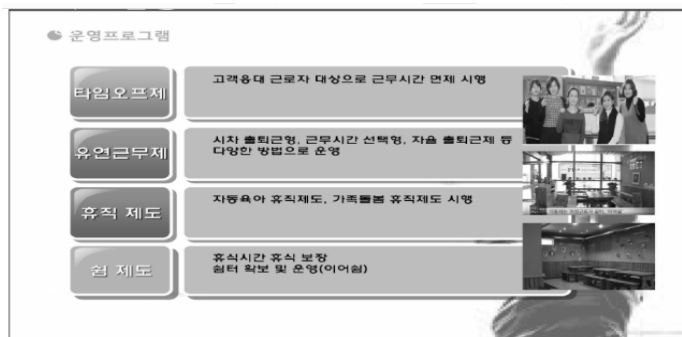 운영프로그램
타임오프제
고객응대 근로자 대상으로 근무시간 면제 시행
유연근무제
시차 출퇴근형, 근무시간 선택형, 자율 출퇴근제 등
다양한 방법으로 운영
휴직 제도
자동육아 휴직제도, 가족돌봄 휴직제도 시행
쉼 제도
휴식시간 휴식 보장
쉼터 확보 및 운영(이어쉼)